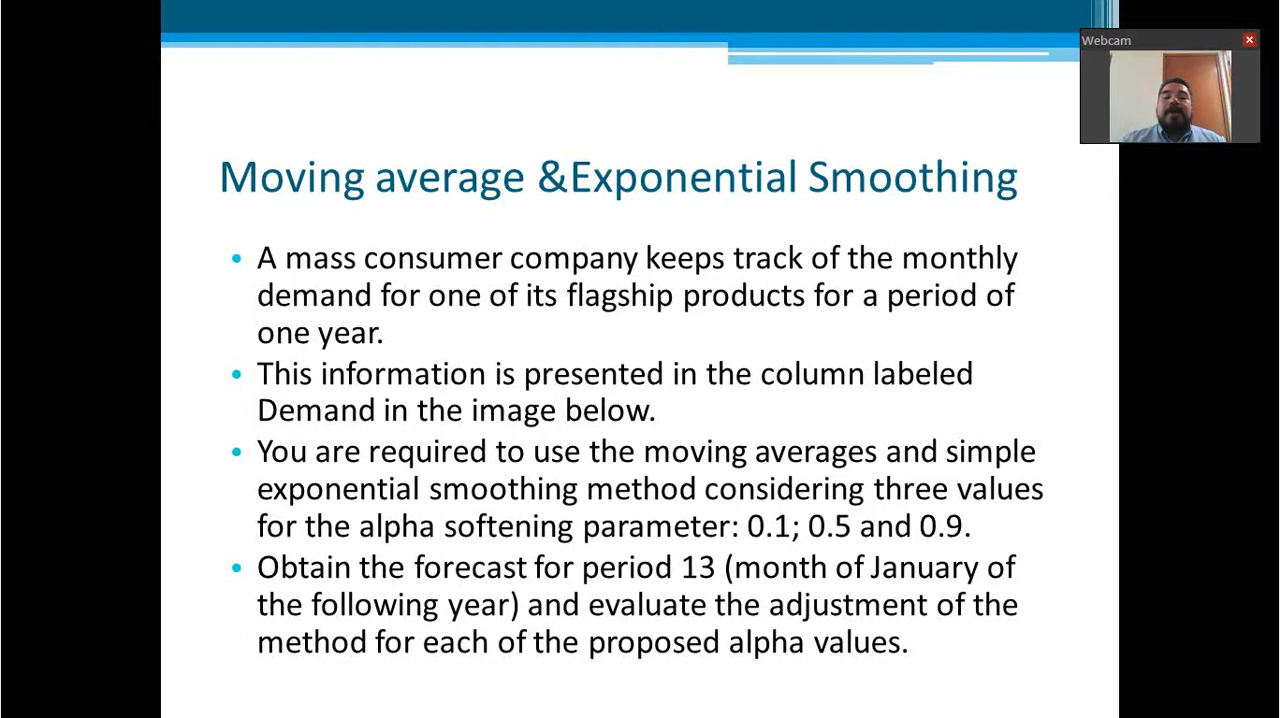 Webcam
Moving average &Exponential Smoothing
• A mass consumer company keeps track of the monthly
demand for one of its flagship products for a period of
one year.
• This information is presented in the column labeled
Demand in the image below.
• You are required to use the moving averages and simple
exponential smoothing method considering three values
for the alpha softening parameter: 0.1; 0.5 and 0.9.
• Obtain the forecast for period 13 (month of January of
the following year) and evaluate the adjustment of the
method for each of the proposed alpha values.